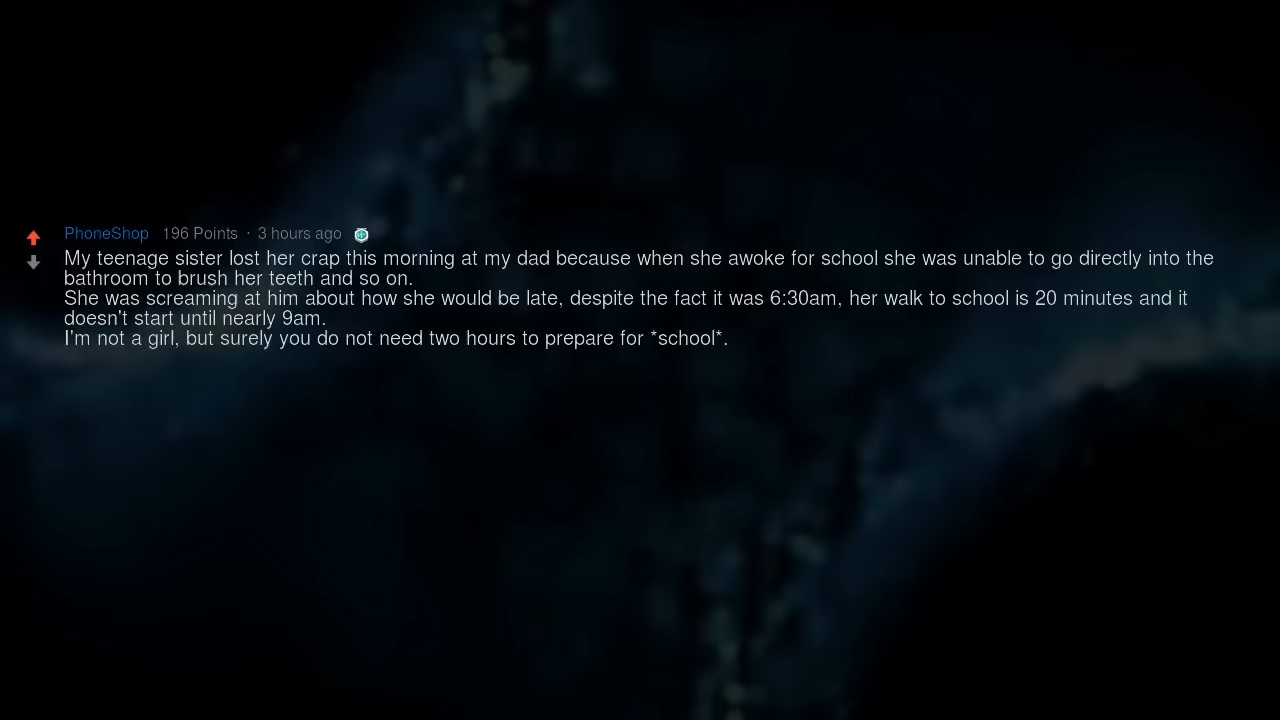 PhoneShop 196 Points · 3 hours ago
My teenage sister lost her crap this morning at my dad because when she awoke for school she was unable to go directly into the
bathroom to brush her teeth and so on.
She was screaming at him about how she would be late, despite the fact it was 6:30am, her walk to school is 20 minutes and it
doesn't start until nearly 9am.
I'm not a girl, but surely you do not need two hours to prepare for *school*.